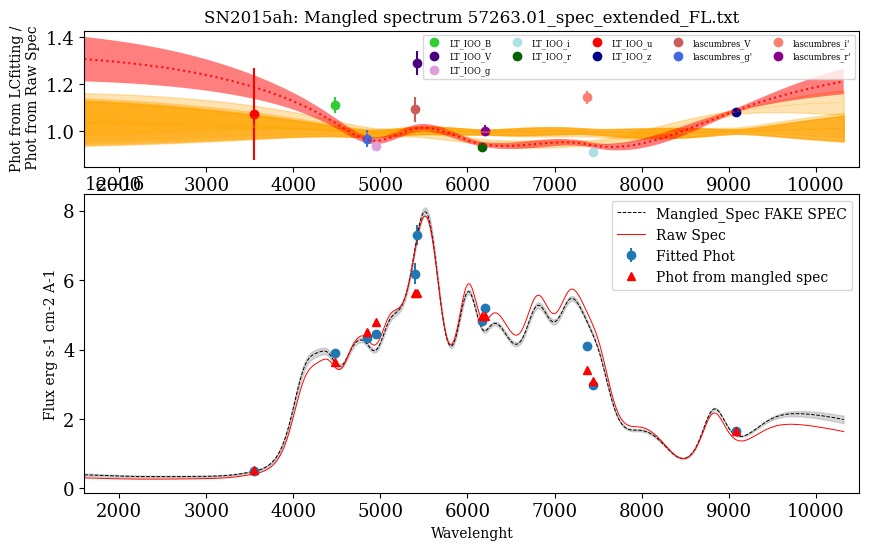 SN2015ah: Mangled spectrum 57263.01_spec_extended_FL.txt
Phot from LCfitting /
Phot from Raw Spec
1.4
1.2
1.0
LT_IOO_B LT_IOO_i LT_IOO_u lascumbres_V lascumbres_i'
LT_IOO_V LT_IOO_r LT_IOO_z lascumbres_g' lascumbres_r'
LT_IOO_g
2000 3000 4000 5000 6000 7000 8000 9000 10000
1e−16
Flux erg s-1 cm-2 A-1
8
6
4
2
0
Mangled_Spec FAKE SPEC
Raw Spec
Fitted Phot
Phot from mangled spec
2000 3000 4000 5000 6000 7000 8000 9000 10000
Wavelenght